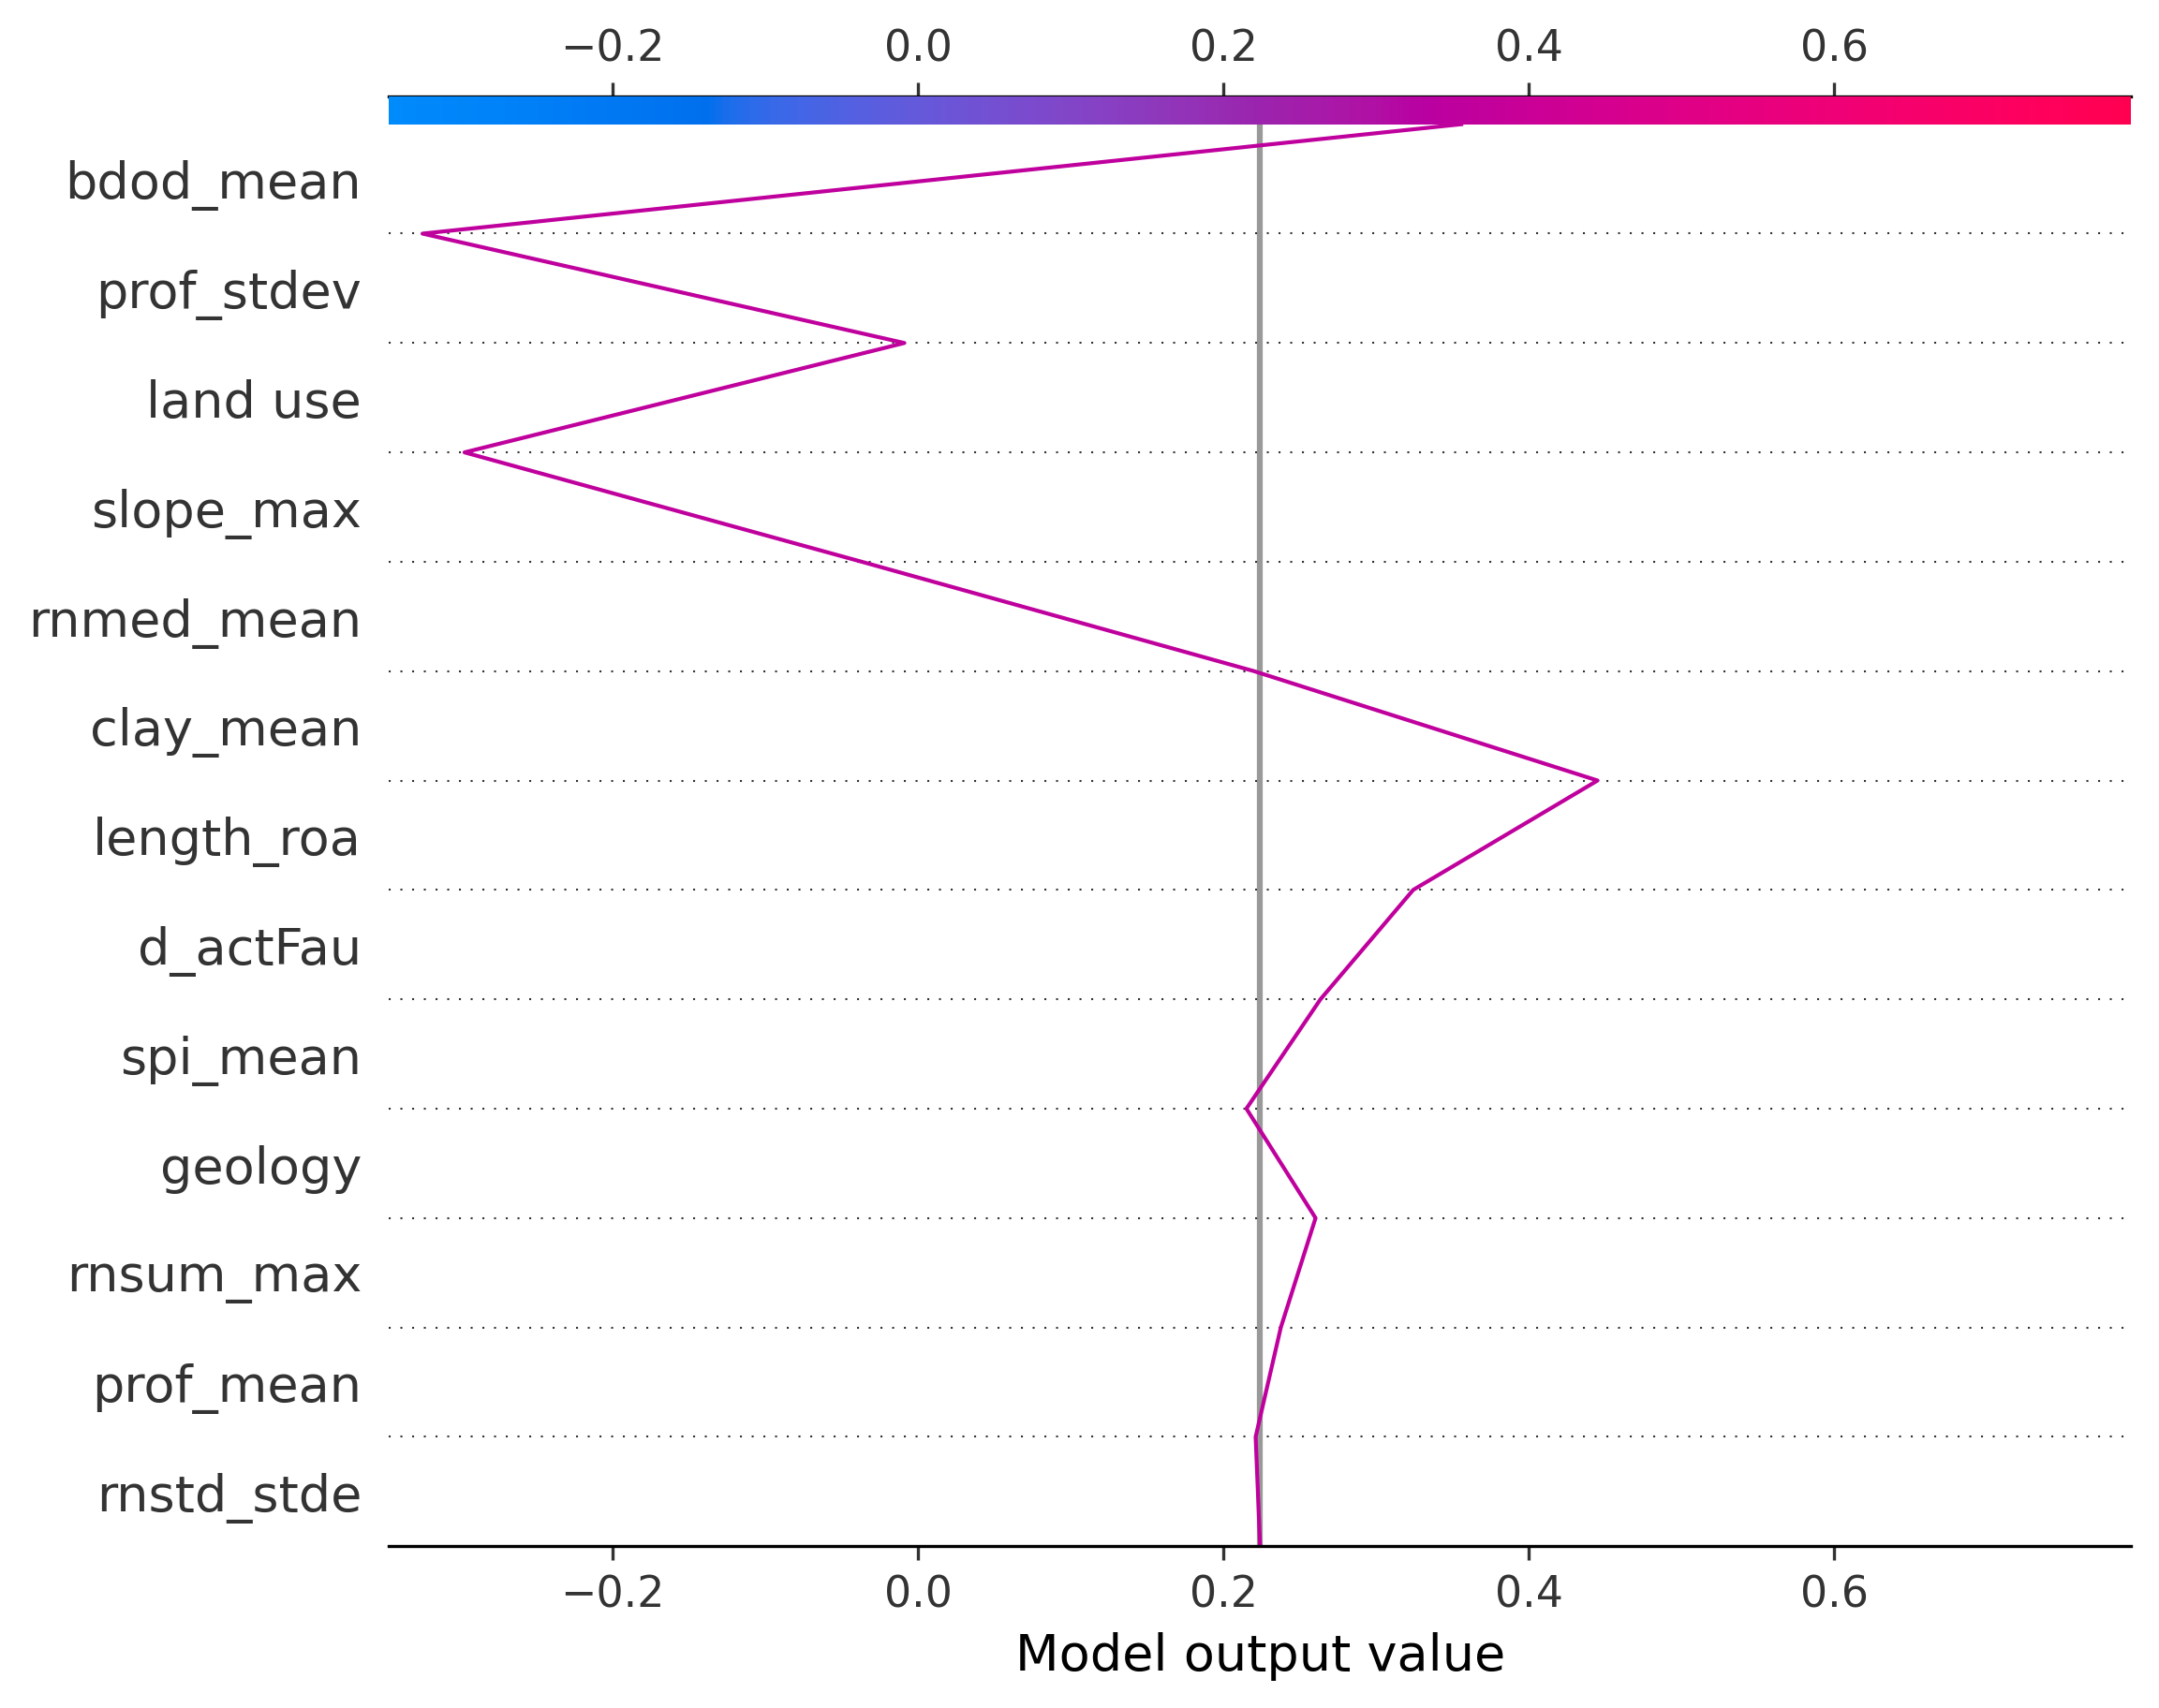 −0.2 0.0 0.2 0.4 0.6
bdod_mean
prof_stdev
land use
slope_max
rnmed_mean
clay_mean
length_roa
d_actFau
spi_mean
geology
rnsum_max
prof_mean
rnstd_stde
−0.2 0.0 0.2 0.4 0.6
Model output value